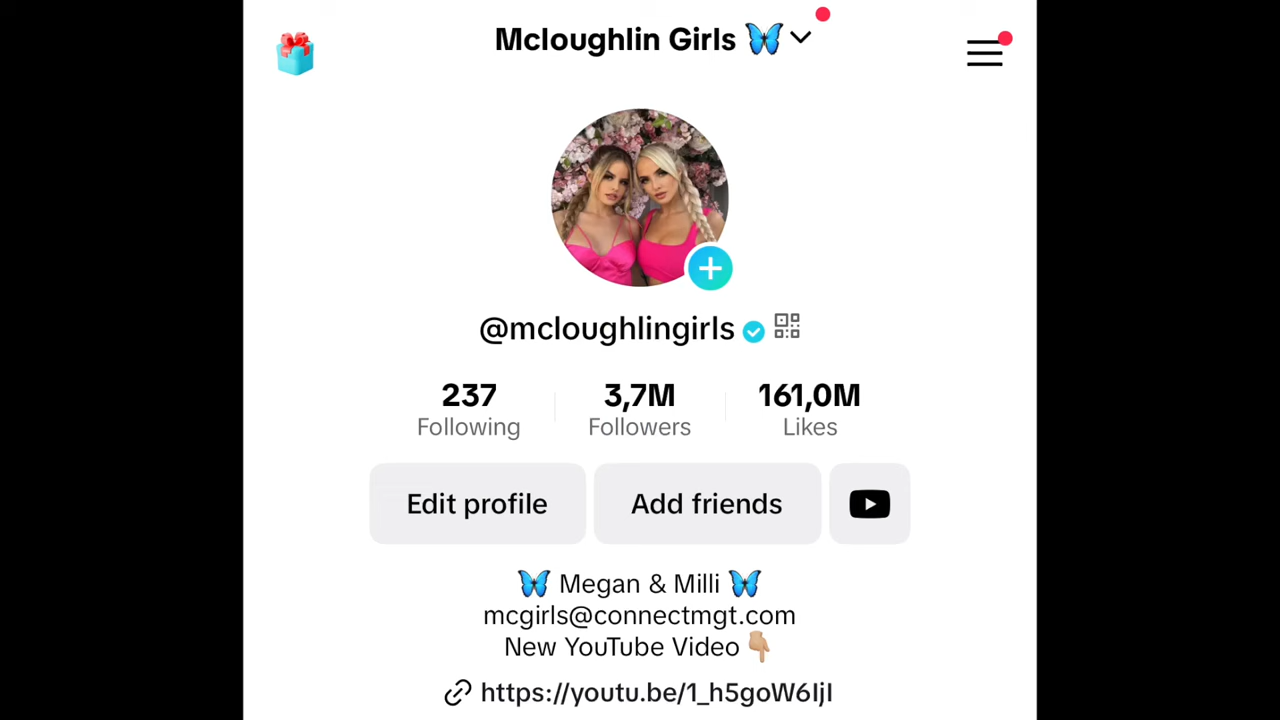 Mcloughlin Girls 🦋
@mcloughlingirls
237 3,7M 161,0M
Following Followers Likes
Edit profile Add friends
🦋 Megan & Milli 🦋
mcgirls@connectmgt.com
New YouTube Video 👇🏼
https://youtu.be/1_h5goW6ljI